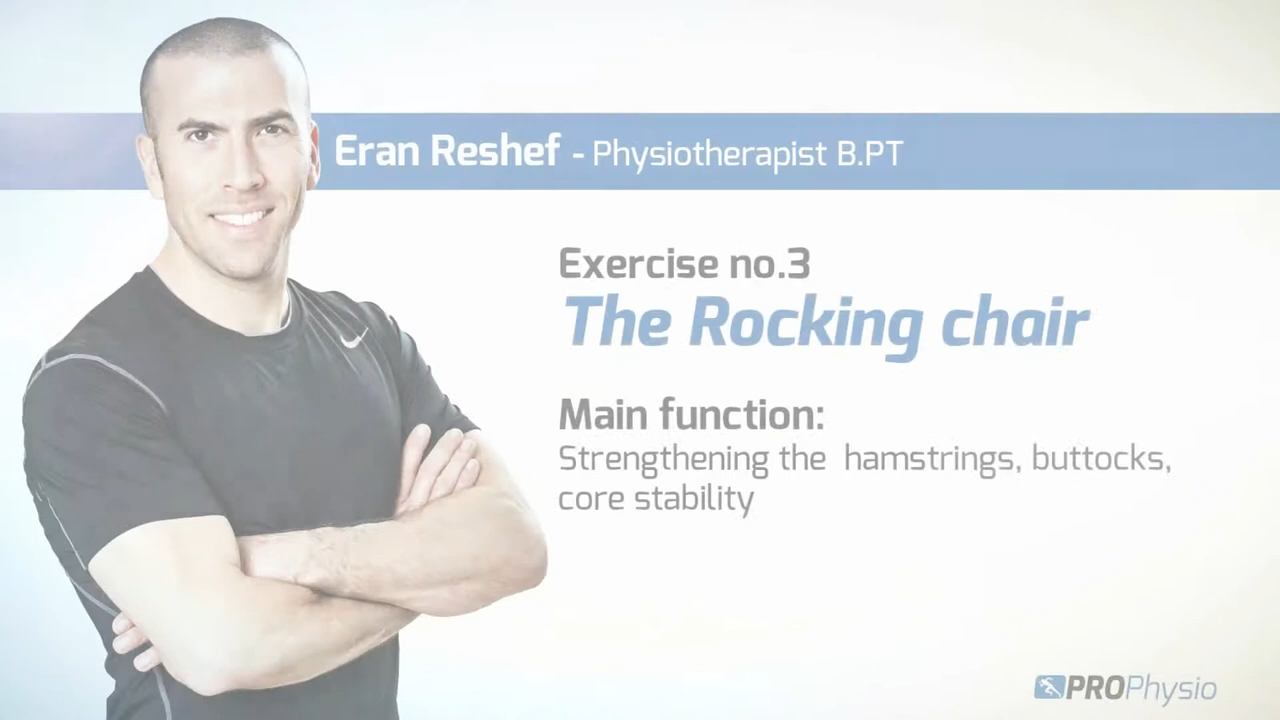 Eran Reshef - Physiotherapist B.PT
Exercise no.3
The Rocking chair
Main function:
Strengthening the hamstrings, buttocks,
core stability
PROPhysio